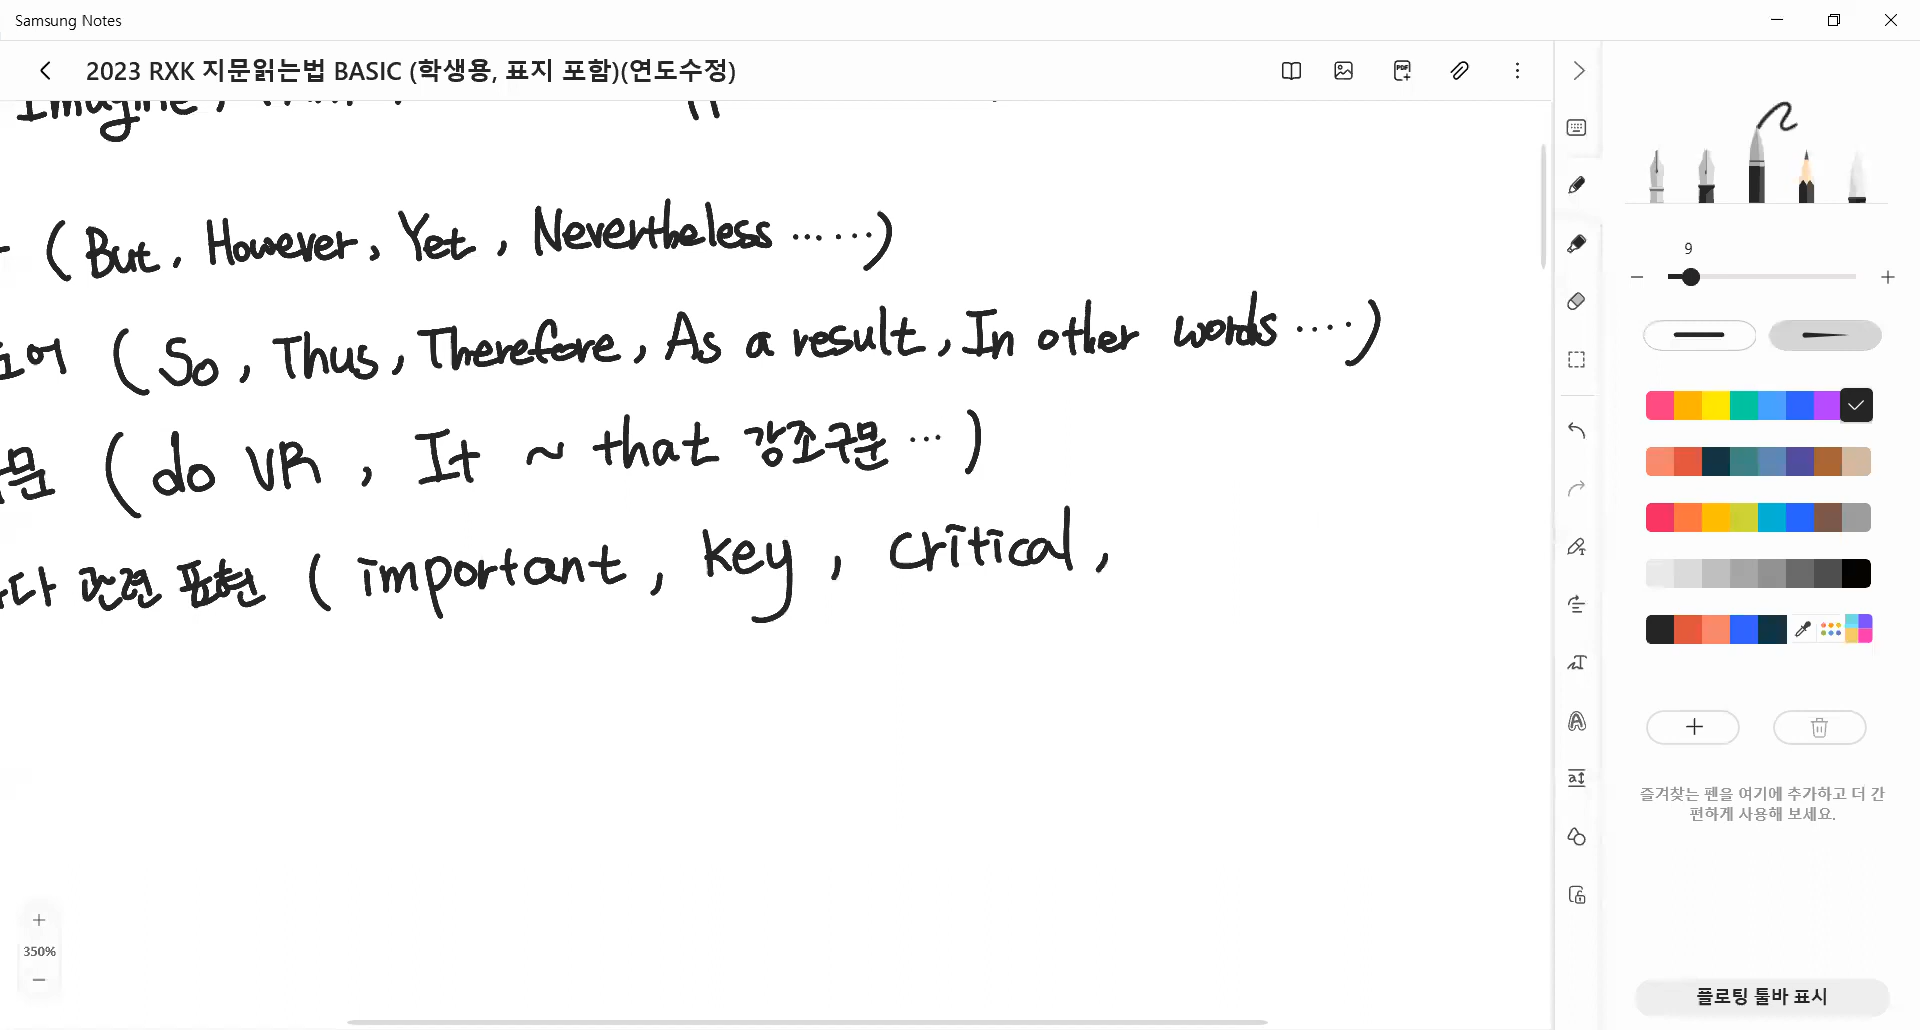 Samsung Notes
2023 RXK 지문읽는법 BASIC (학생용, 표지 포함)(연도수정)
Imagine,
(But, However, Yet, Nevertheless ……)
(So, Thus, Therefore, As a result, In other words ….)
문 (do VR, It ~ that 강조구문 …)
다 관련 표현 (important, key, critical,
9
즐겨찾는 펜을 여기에 추가하고 더 간
편하게 사용해 보세요.
350%
플로팅 툴바 표시